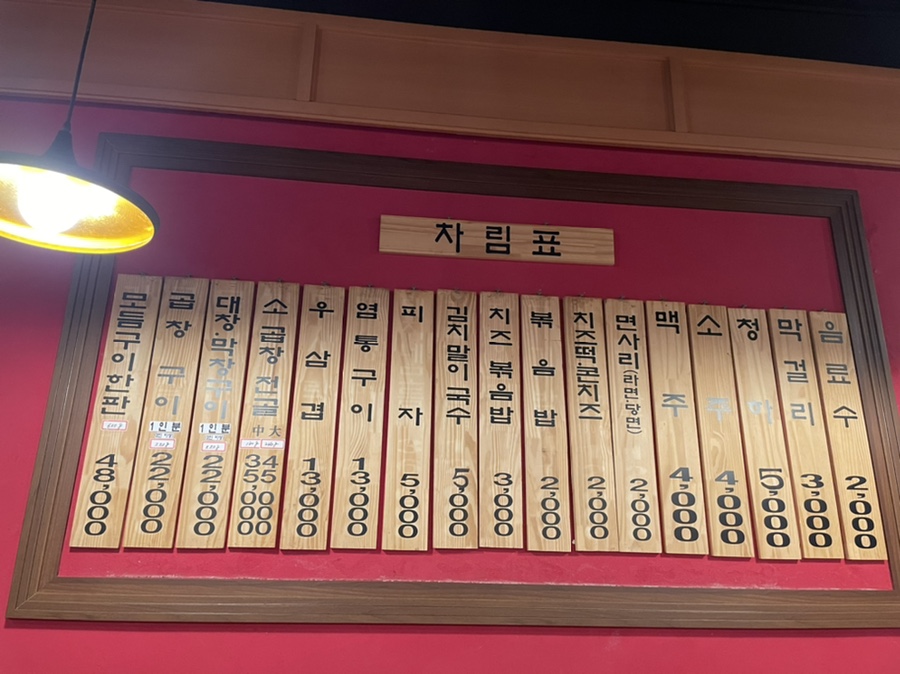 차림표
모듬구이한판 48,000
곱창구이 1인분 22,000
대창.막창구이 1인분 22,000
소곱창전골 中 大 35,000 45,000
우삼겹 13,000
염통구이 13,000
피자 5,000
김치말이국수 5,000
치즈볶음밥 3,000
볶음밥 2,000
치즈떡콘치즈 2,000
면사리(라면·당면) 2,000
맥주 4,000
소주 4,000
청하 5,000
막걸리 3,000
음료수 2,000